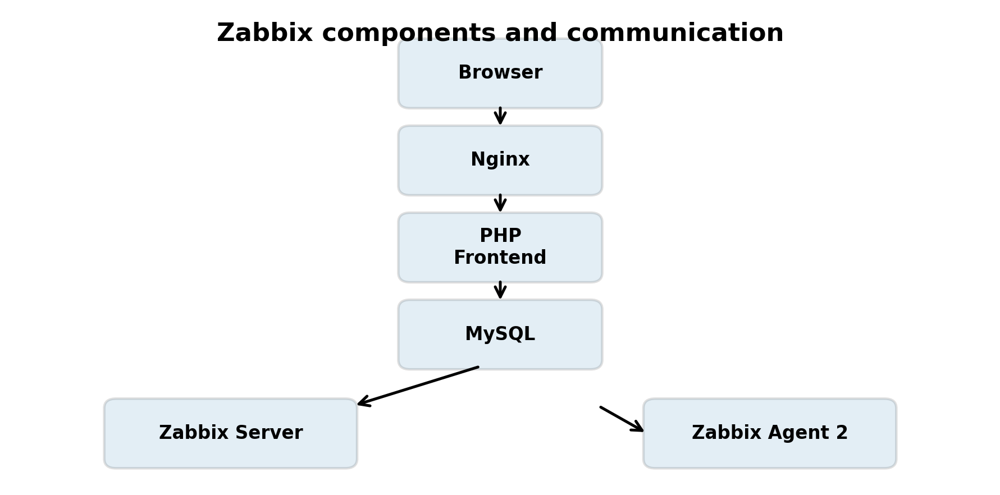 Zabbix components and communication
Browser
Nginx
PHP
Frontend
MySQL
Zabbix Server
Zabbix Agent 2